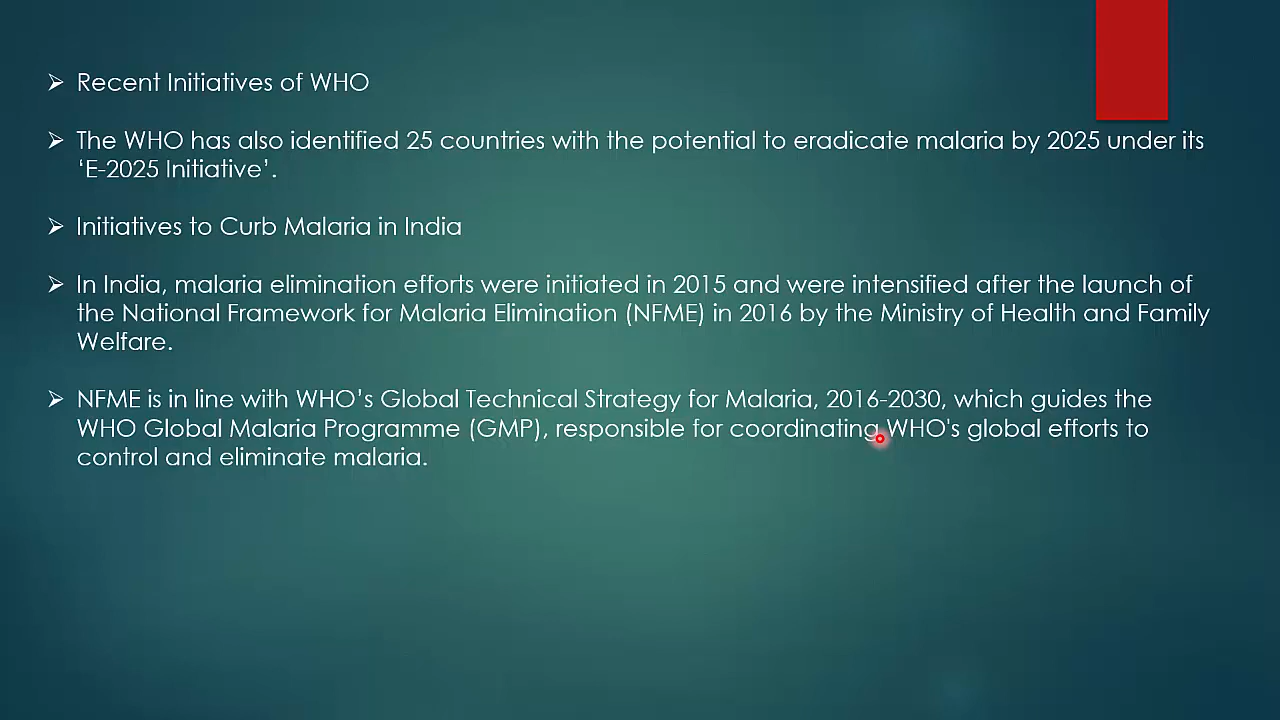 Recent Initiatives of WHO
The WHO has also identified 25 countries with the potential to eradicate malaria by 2025 under its
‘E-2025 Initiative’.
Initiatives to Curb Malaria in India
In India, malaria elimination efforts were initiated in 2015 and were intensified after the launch of
the National Framework for Malaria Elimination (NFME) in 2016 by the Ministry of Health and Family
Welfare.
NFME is in line with WHO’s Global Technical Strategy for Malaria, 2016-2030, which guides the
WHO Global Malaria Programme (GMP), responsible for coordinating WHO's global efforts to
control and eliminate malaria.